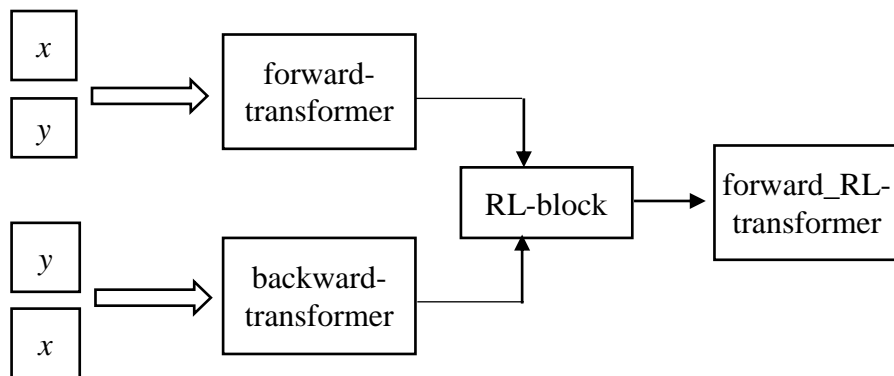 x
y
forward-
transformer
RL-block
forward_RL-
transformer
y
x
backward-
transformer